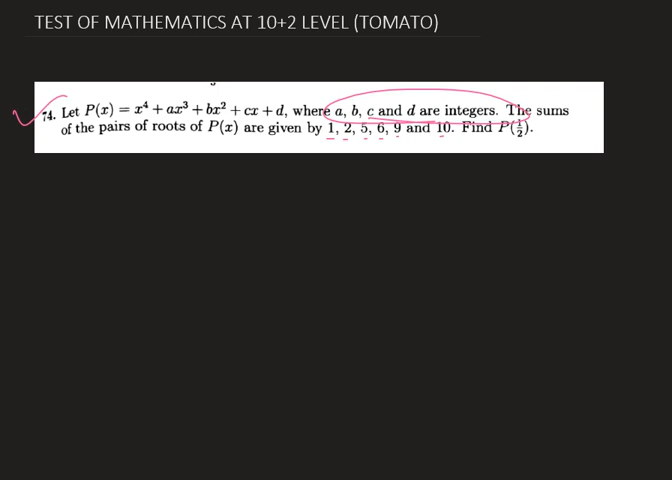 TEST OF MATHEMATICS AT 10+2 LEVEL (TOMATO)
74. Let P(x) = x⁴ + ax³ + bx² + cx + d, where a, b, c and d are integers. The sums
of the pairs of roots of P(x) are given by 1, 2, 5, 6, 9 and 10. Find P(½).